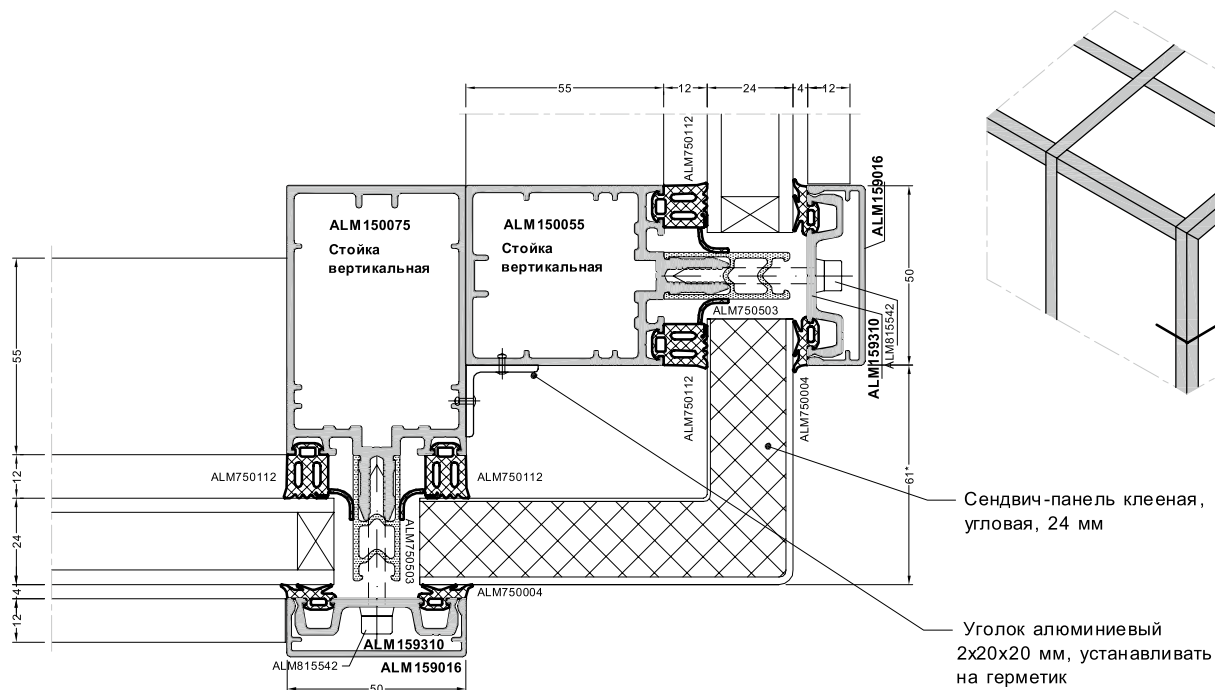 55
12
24
4
12
ALM750112
ALM159016
ALM150075
Стойка
вертикальная
ALM150055
Стойка
вертикальная
50
ALM750503
ALM159310
ALM815542
55
ALM750112
ALM750004
61*
12
ALM750112
ALM750112
Сендвич-панель клееная,
угловая, 24 мм
24
ALM750503
4
ALM750004
12
Уголок алюминиевый
2х20х20 мм, устанавливать
на герметик
ALM159310
ALM815542
ALM159016
50